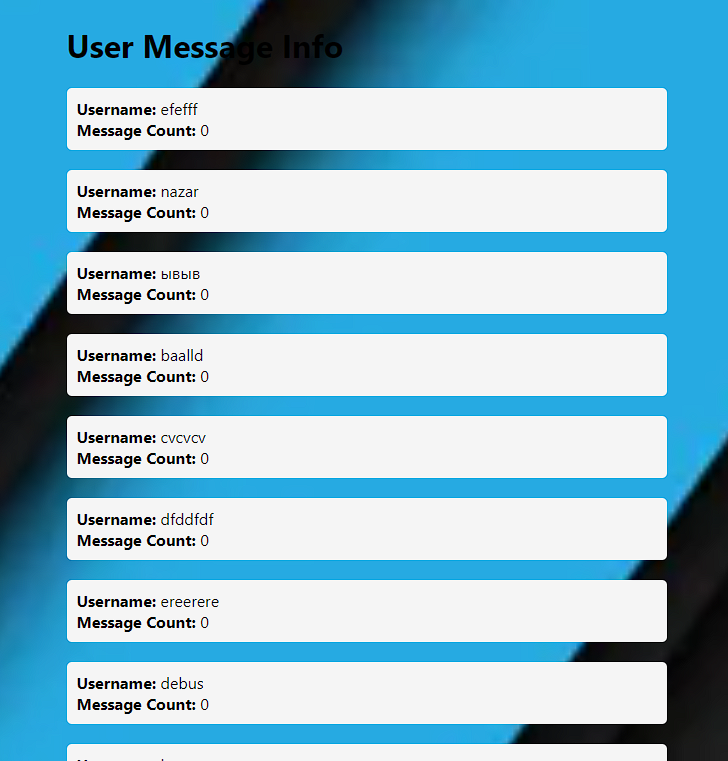 User Message Info
Username: efefff
Message Count: 0
Username: nazar
Message Count: 0
Username: ывыв
Message Count: 0
Username: baalld
Message Count: 0
Username: cvcvcv
Message Count: 0
Username: dfddfdf
Message Count: 0
Username: ereerere
Message Count: 0
Username: debus
Message Count: 0